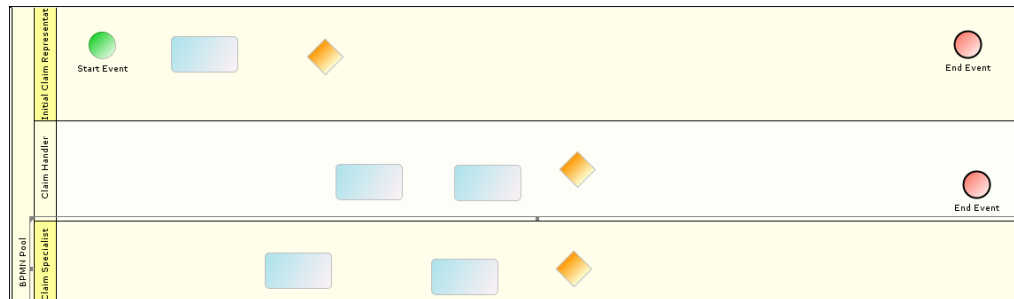 BPMN Pool
Initial Claim Representat
Start Event
End Event
Claim Handler
End Event
Claim Specialist